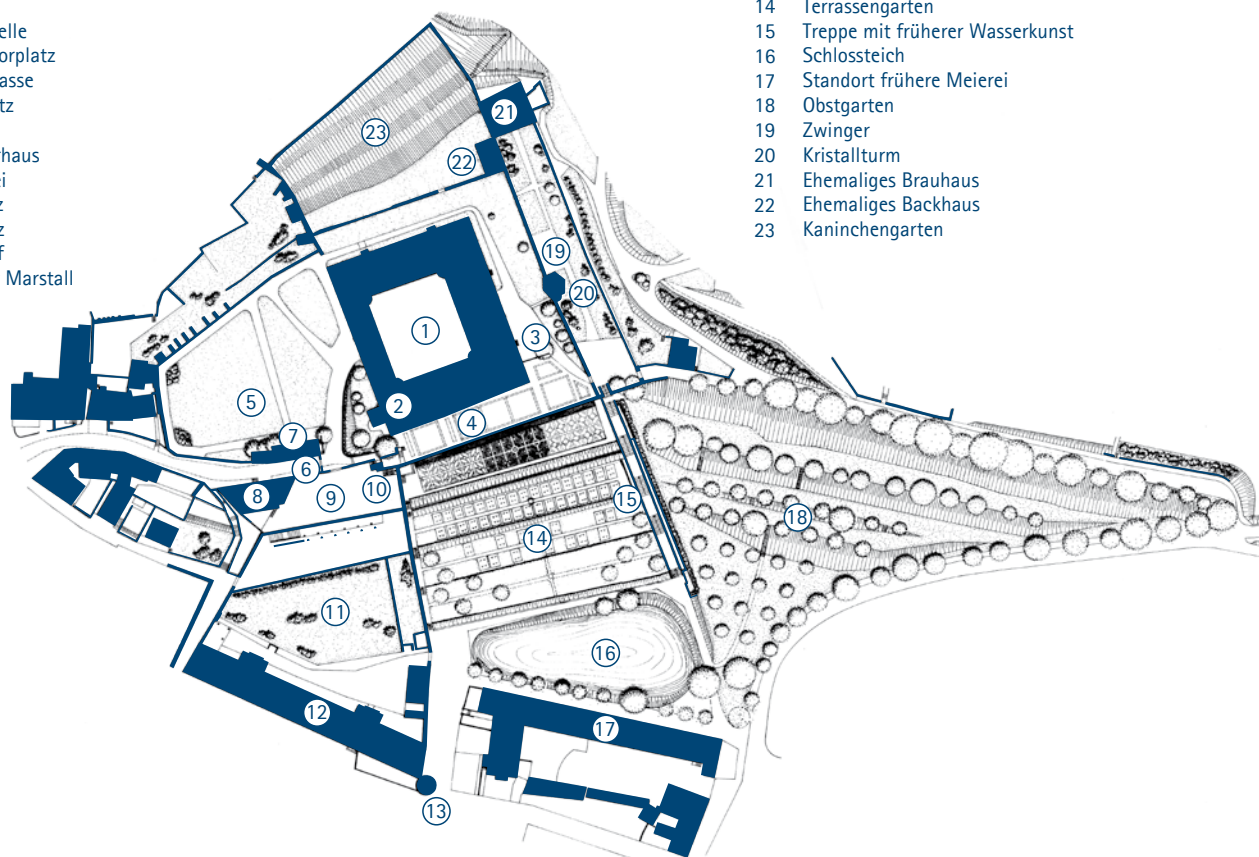 elle
orplatz
asse
tz
rhaus
ei
z
z
f
Marstall
14 Terrassengarten
15 Treppe mit früherer Wasserkunst
16 Schlossteich
17 Standort frühere Meierei
18 Obstgarten
19 Zwinger
20 Kristallturm
21 Ehemaliges Brauhaus
22 Ehemaliges Backhaus
23 Kaninchengarten
21
23
22
19
20
1
3
2
5
4
7
6
10
8
9
15
18
14
11
16
12
17
13